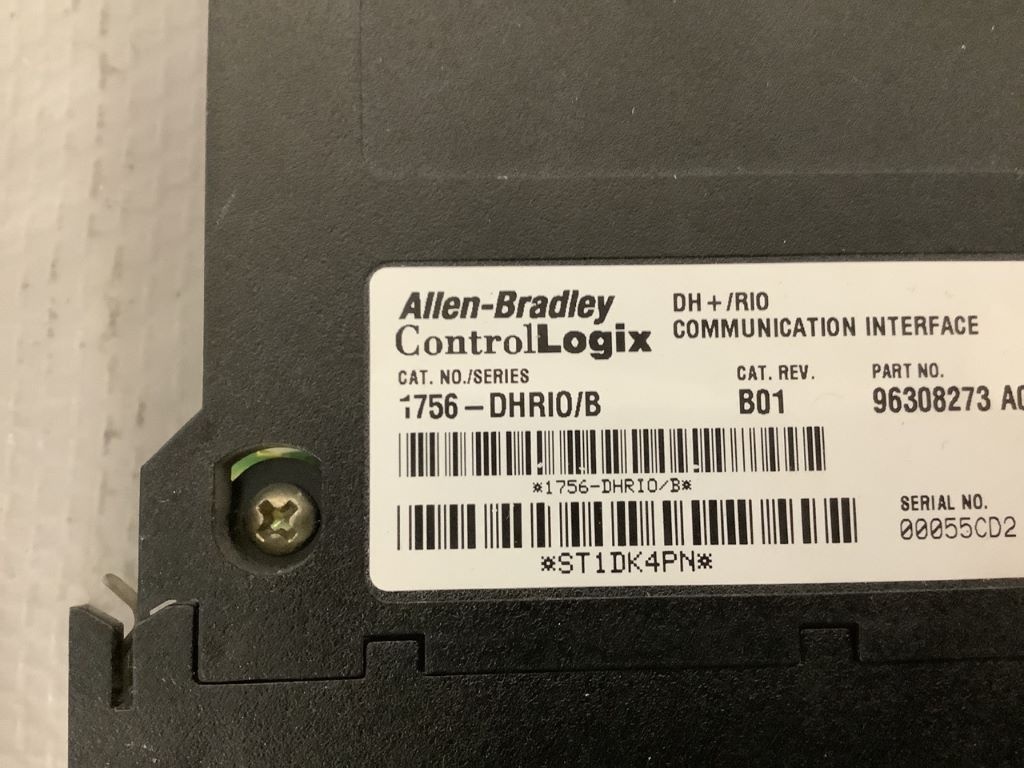 Allen-Bradley
ControlLogix
DH+/RIO
COMMUNICATION INTERFACE
CAT. NO./SERIES
1756-DHRIO/B
CAT. REV.
B01
PART NO.
96308273
*1756-DHRIO/B*
*ST1DK4PN*
SERIAL NO.
00055CD2